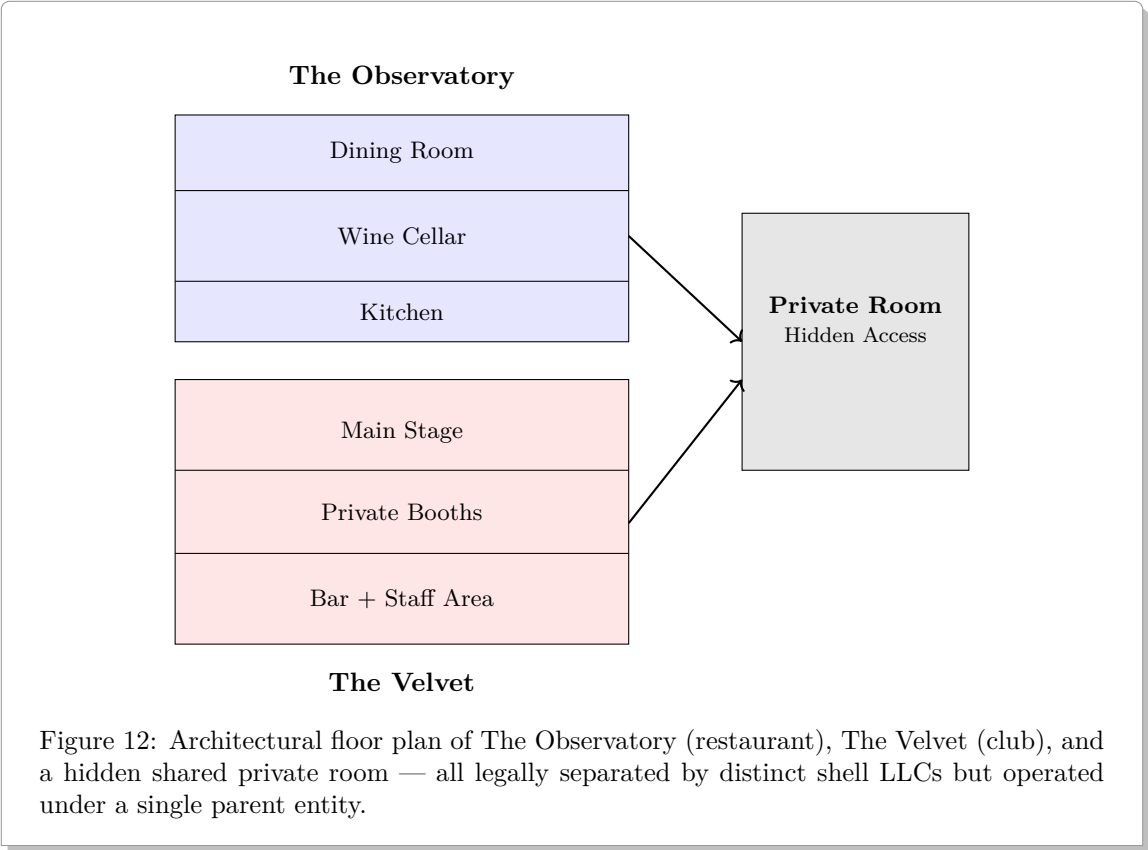 The Observatory
Dining Room
Wine Cellar
Kitchen
Private Room
Hidden Access
Main Stage
Private Booths
Bar + Staff Area
The Velvet
Figure 12: Architectural floor plan of The Observatory (restaurant), The Velvet (club), and
a hidden shared private room — all legally separated by distinct shell LLCs but operated
under a single parent entity.